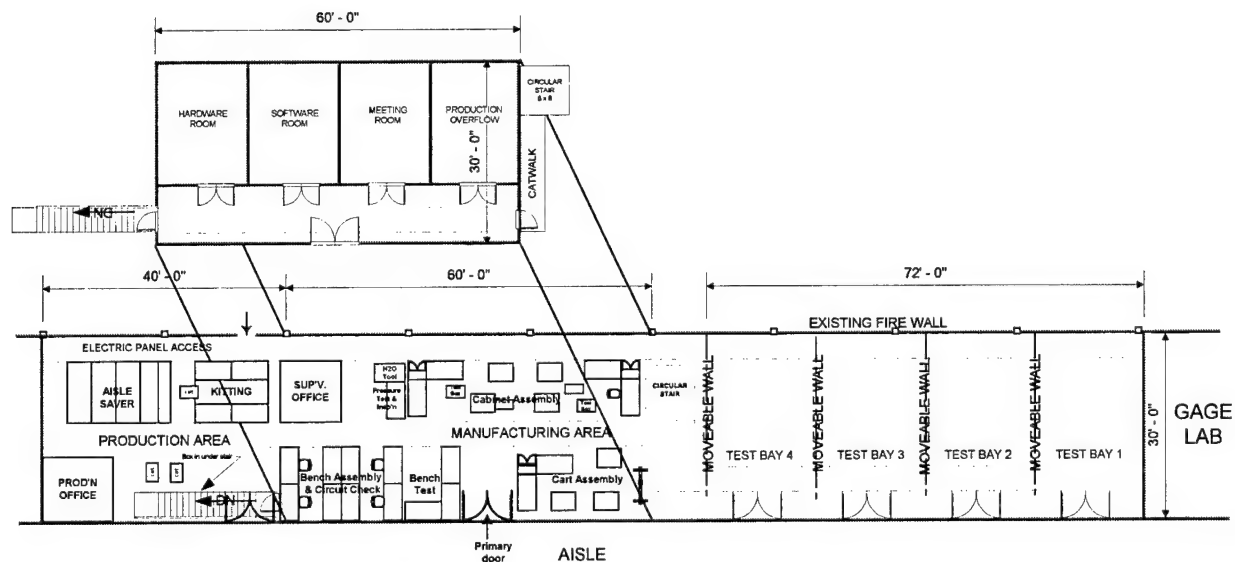 60' - 0"
HARDWARE
ROOM
SOFTWARE
ROOM
MEETING
ROOM
PRODUCTION
OVERFLOW
CIRCULAR
STAIR
30' - 0"
CATWALK
DN
40' - 0"
60' - 0"
72' - 0"
EXISTING FIRE WALL
ELECTRIC PANEL ACCESS
AISLE
SAVER
KITTING
SUP'V.
OFFICE
H2O
Tool
Pressure
Test &
Cabinet Assembly
CIRCULAR
STAIR
MOVEABLE WALL
MOVEABLE WALL
MOVEABLE WALL
MOVEABLE WALL
30' - 0"
GAGE
LAB
PRODUCTION AREA
MANUFACTURING AREA
Box in under stair
TEST BAY 4
TEST BAY 3
TEST BAY 2
TEST BAY 1
PROD'N
OFFICE
DN
Bench Assembly
& Circuit Check
Bench
Test
Cart Assembly
Primary
door
AISLE